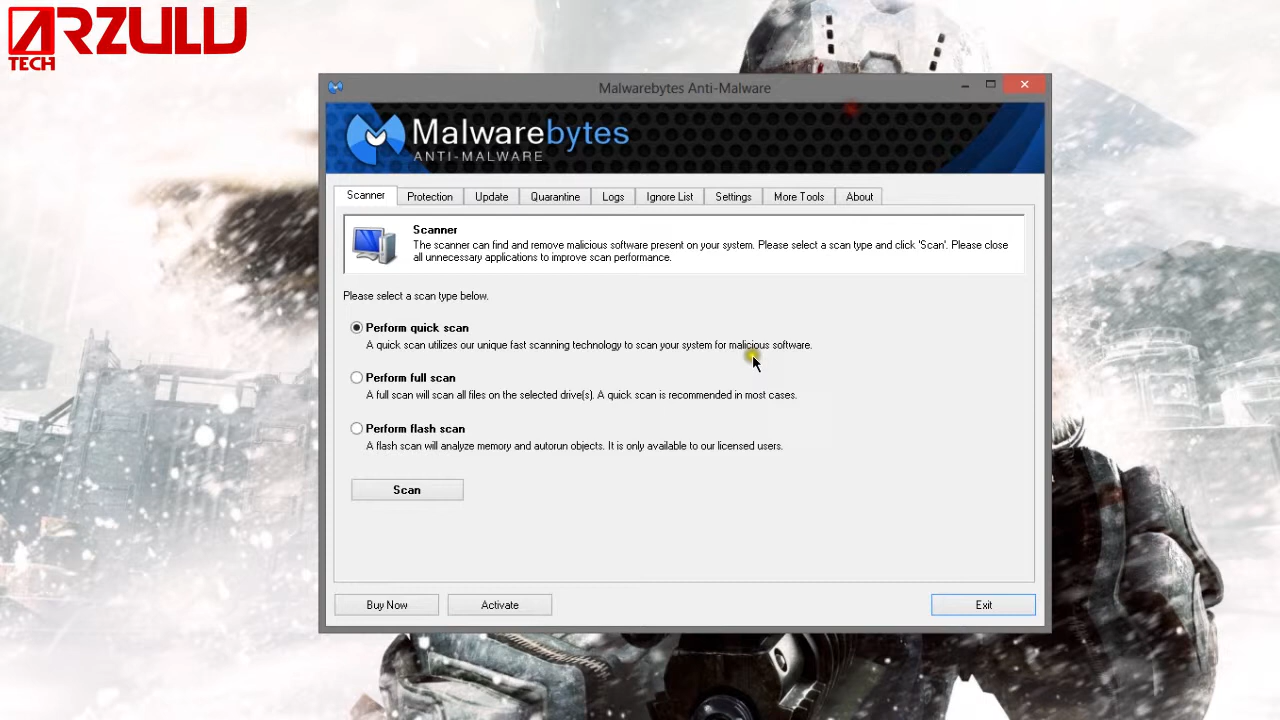 ARZULU
TECH
Malwarebytes Anti-Malware
Malwarebytes
ANTI-MALWARE
Scanner Protection Update Quarantine Logs Ignore List Settings More Tools About
Scanner
The scanner can find and remove malicious software present on your system. Please select a scan type and click 'Scan'. Please close
all unnecessary applications to improve scan performance.
Please select a scan type below.
Perform quick scan
A quick scan utilizes our unique fast scanning technology to scan your system for malicious software.
Perform full scan
A full scan will scan all files on the selected drive(s). A quick scan is recommended in most cases.
Perform flash scan
A flash scan will analyze memory and autorun objects. It is only available to our licensed users.
Scan
Buy Now Activate Exit